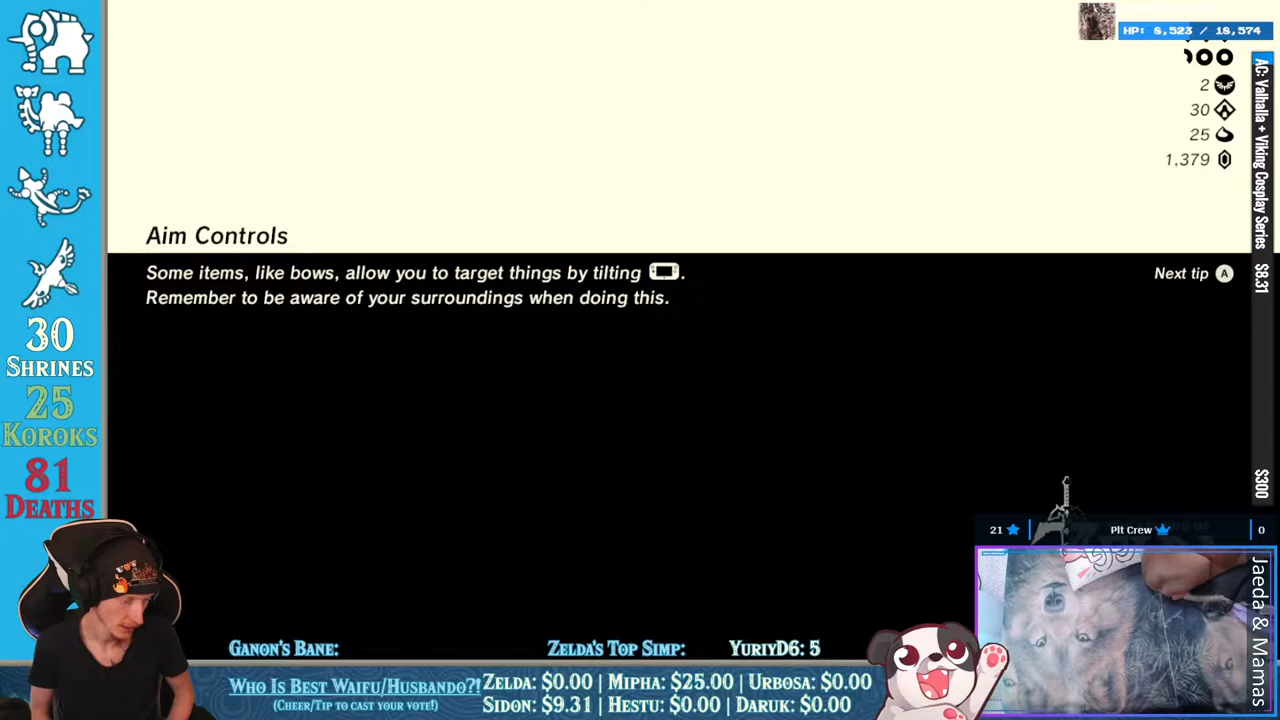 HP: 8,523 / 18,574
2
30
25
1,379
AC: Valhalla + Viking Cosplay Series $8.31
$300
Aim Controls
Some items, like bows, allow you to target things by tilting .
Remember to be aware of your surroundings when doing this.
Next tip A
30
SHRINES
25
KOROKS
81
DEATHS
21
Pit Crew
0
Jaeda & Mamas
GANON'S BANE:
ZELDA'S TOP SIMP: YURIYD6: 5
WHO IS BEST WAIFU/HUSBANDO?!
(CHEER/TIP TO CAST YOUR VOTE!)
ZELDA: $0.00 | MIPHA: $25.00 | URBOSA: $0.00
SIDON: $9.31 | HESTU: $0.00 | DARUK: $0.00